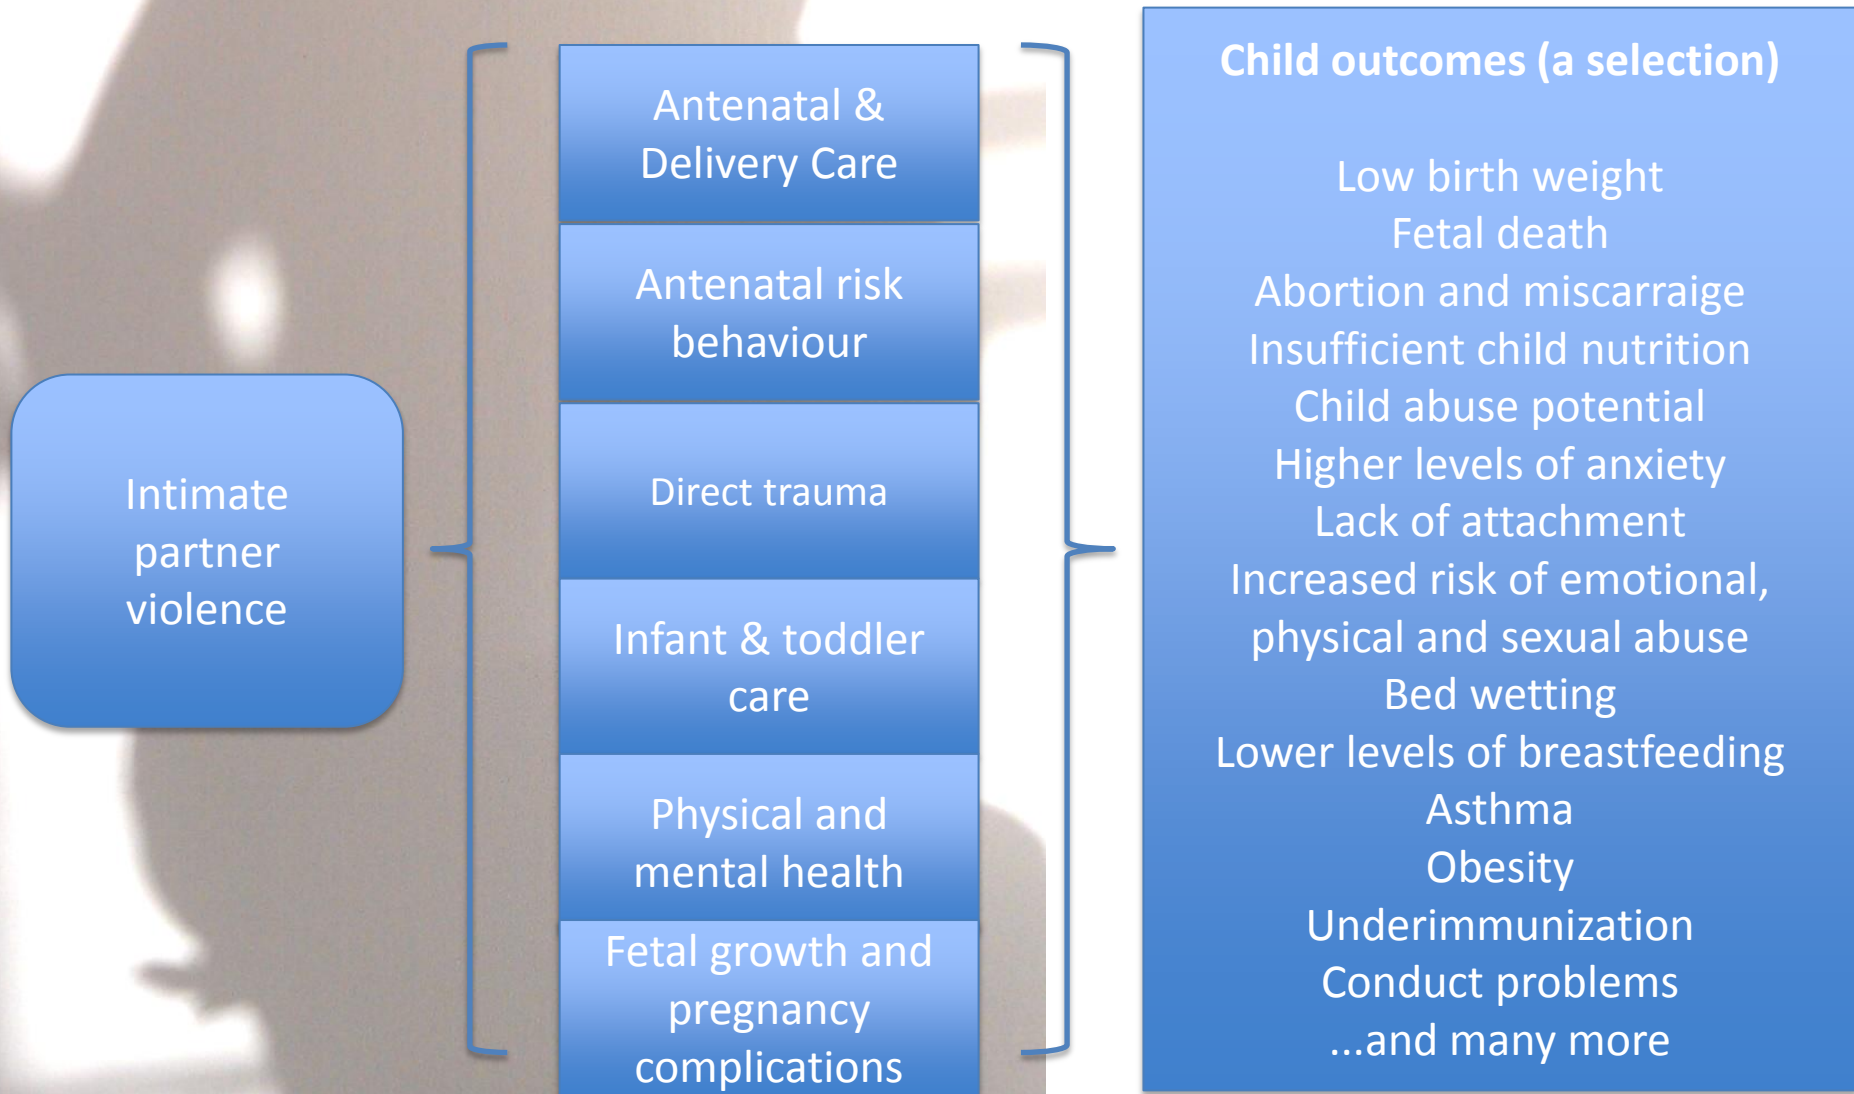 Intimate
partner
violence
Antenatal &
Delivery Care
Antenatal risk
behaviour
Direct trauma
Infant & toddler
care
Physical and
mental health
Fetal growth and
pregnancy
complications
Child outcomes (a selection)
Low birth weight
Fetal death
Abortion and miscarraige
Insufficient child nutrition
Child abuse potential
Higher levels of anxiety
Lack of attachment
Increased risk of emotional,
physical and sexual abuse
Bed wetting
Lower levels of breastfeeding
Asthma
Obesity
Underimmunization
Conduct problems
...and many more